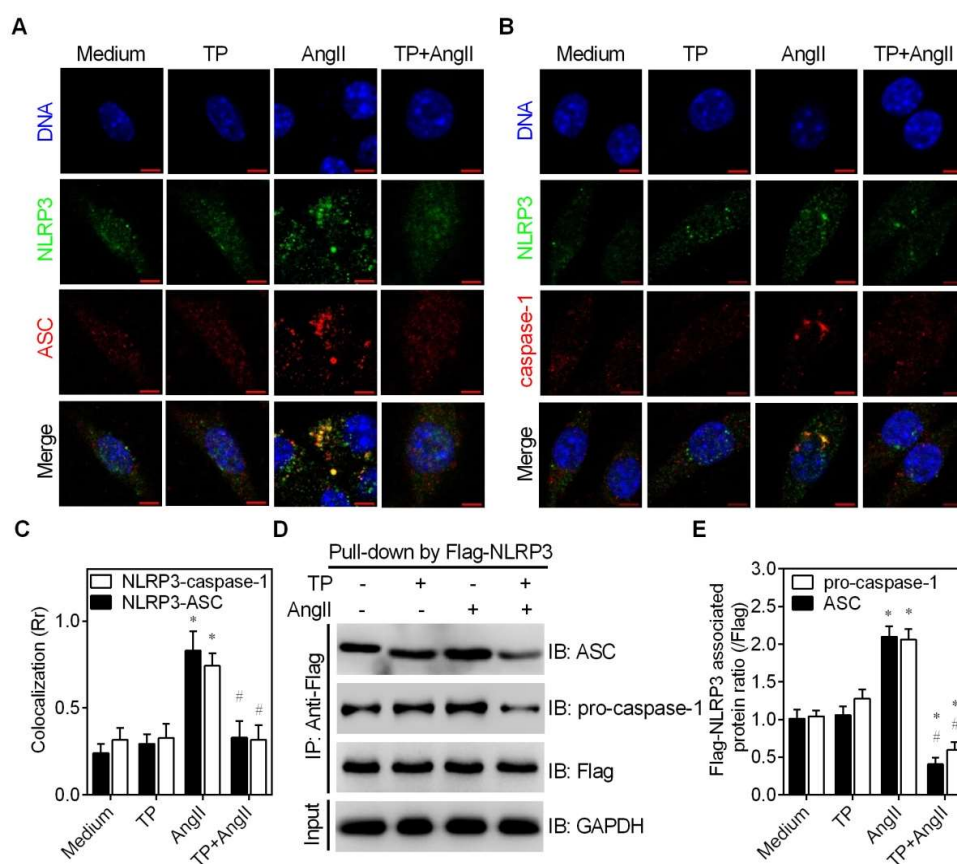 A
Medium TP AngII TP+AngII
DNA
NLRP3
ASC
Merge
B
Medium TP AngII TP+AngII
DNA
NLRP3
caspase-1
Merge
C
NLRP3-caspase-1
NLRP3-ASC
Colocalization (Rr)
1.0
0.5
0.0
* *
# #
Medium TP AngII TP+AngII
D
Pull-down by Flag-NLRP3
TP - + - +
AngII - - + +
IP: Anti-Flag
IB: ASC
IB: pro-caspase-1
IB: Flag
Input
IB: GAPDH
E
pro-caspase-1
ASC
Flag-NLRP3 associated
protein ratio (/Flag)
3.0
2.5
2.0
1.5
1.0
0.5
0.0
* *
* *
# #
Medium TP AngII TP+AngII